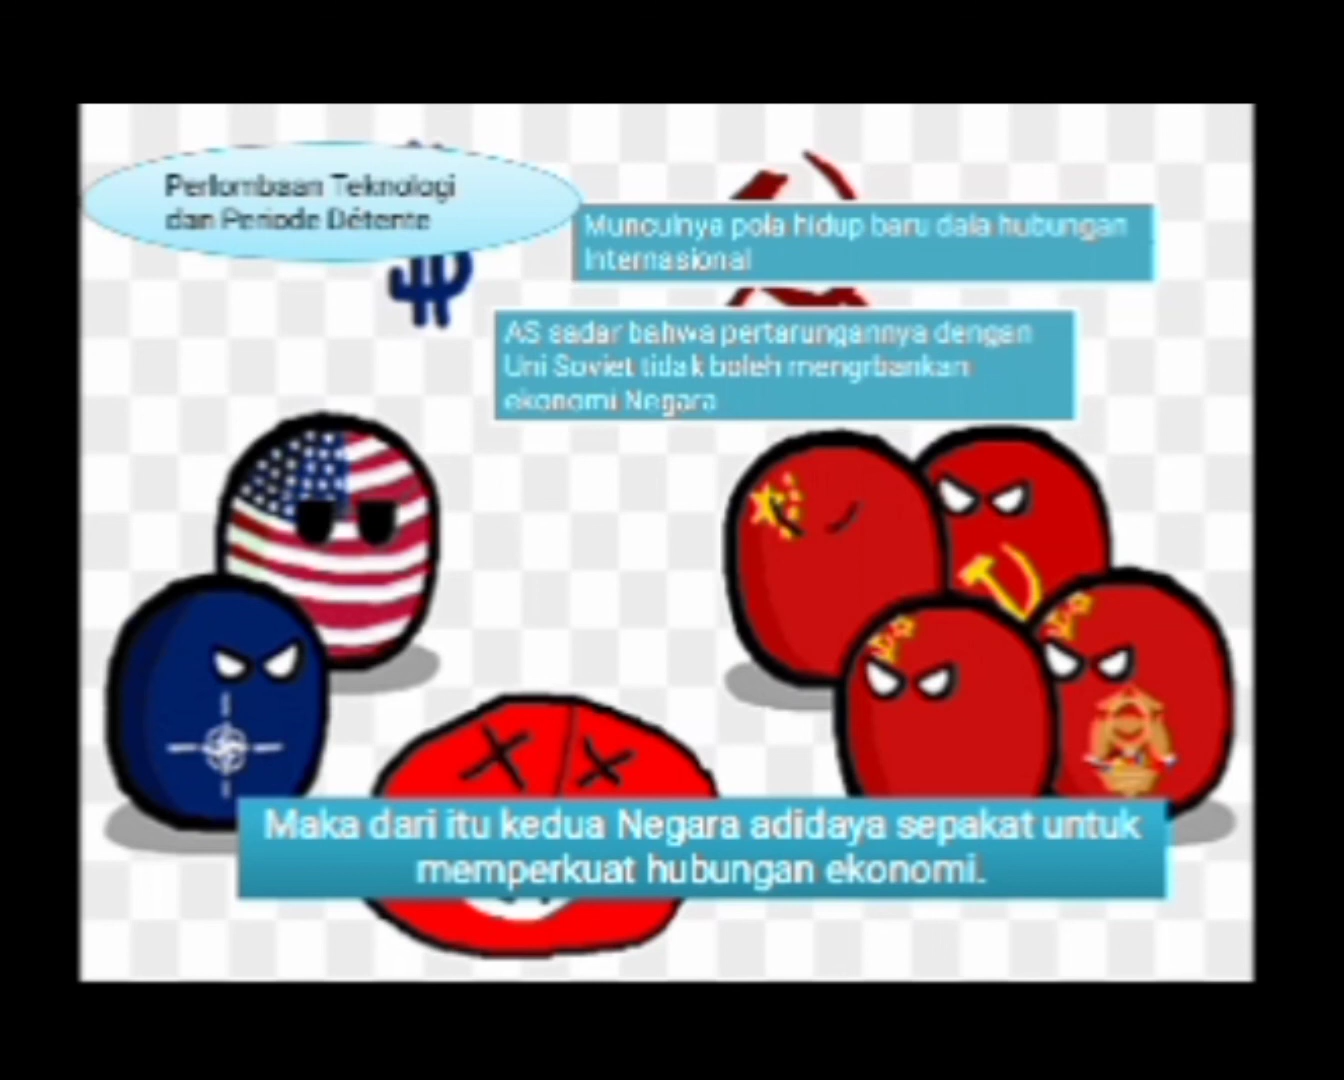 Perlombaan Teknologi
dan Periode Détente
Munculnya pola hidup baru dala hubungan
Internasional
AS sadar bahwa pertarungannya dengan
Uni Soviet tidak boleh mengrbankan
ekonomi Negara
Maka dari itu kedua Negara adidaya sepakat untuk
memperkuat hubungan ekonomi.